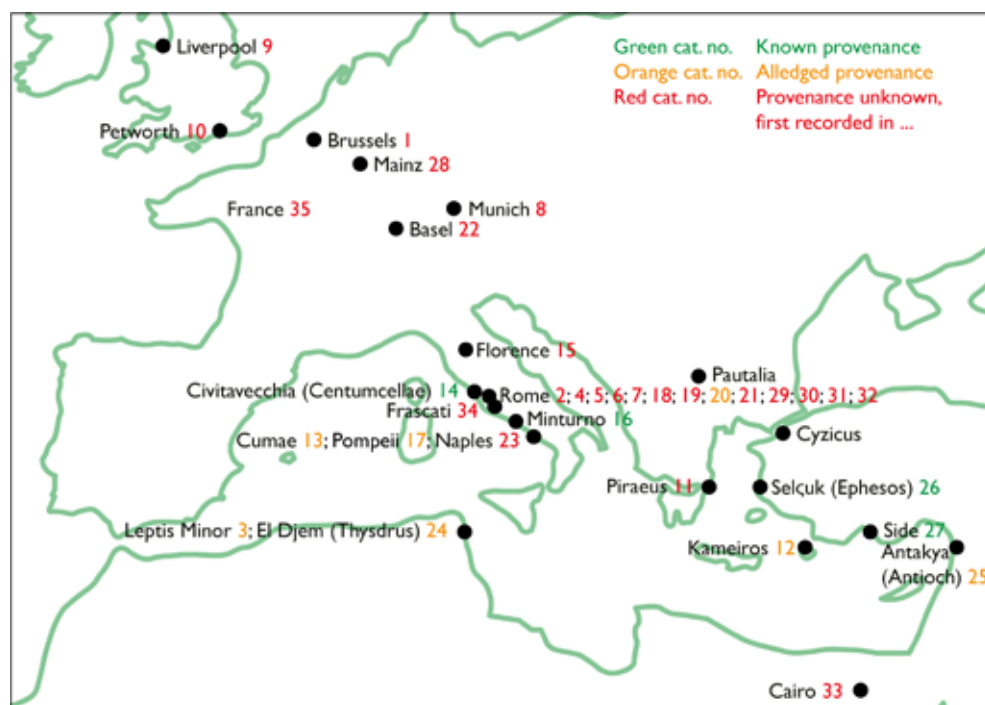 Liverpool 9
Green cat. no. Known provenance
Orange cat. no. Alledged provenance
Red cat. no. Provenance unknown,
first recorded in ...
Petworth 10
Brussels 1
Mainz 28
France 35
Munich 8
Basel 22
Florence 15
Pautalia
Civitavecchia (Centumcellae) 14
Rome 2; 4; 5; 6; 7; 18; 19; 20; 21; 29; 30; 31; 32
Frascati 34
Minturno 16
Cumae 13; Pompeii 17; Naples 23
Cyzicus
Piraeus 11
Selçuk (Ephesos) 26
Leptis Minor 3; El Djem (Thysdrus) 24
Side 27
Kameiros 12
Antakya
(Antioch) 25
Cairo 33